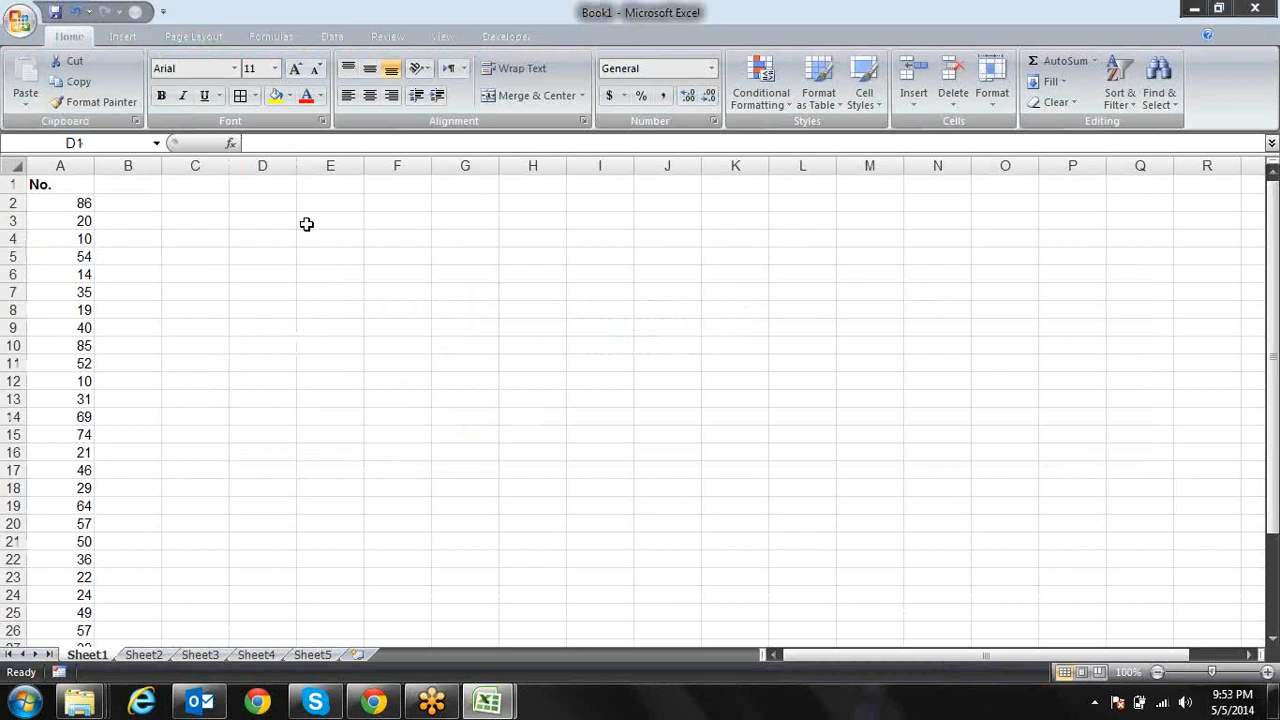 Book1 - Microsoft Excel
Home Insert Page Layout Formulas Data Review View Developer
Paste Cut Copy Format Painter Clipboard
Arial 11 B I U A A A Font
Wrap Text Merge & Center Alignment
General $ % , .0 .00 .00 .0 Number
Conditional Formatting Format as Table Cell Styles Styles
Insert Delete Format Cells
Σ AutoSum Fill Clear Sort & Filter Find & Select Editing
D1 fx
A B C D E F G H I J K L M N O P Q R
1 No.
2 86
3 20
4 10
5 54
6 14
7 35
8 19
9 40
10 85
11 52
12 10
13 31
14 69
15 74
16 21
17 46
18 29
19 64
20 57
21 50
22 36
23 22
24 24
25 49
26 57
Sheet1 Sheet2 Sheet3 Sheet4 Sheet5
Ready 100%
9:53 PM
5/5/2014